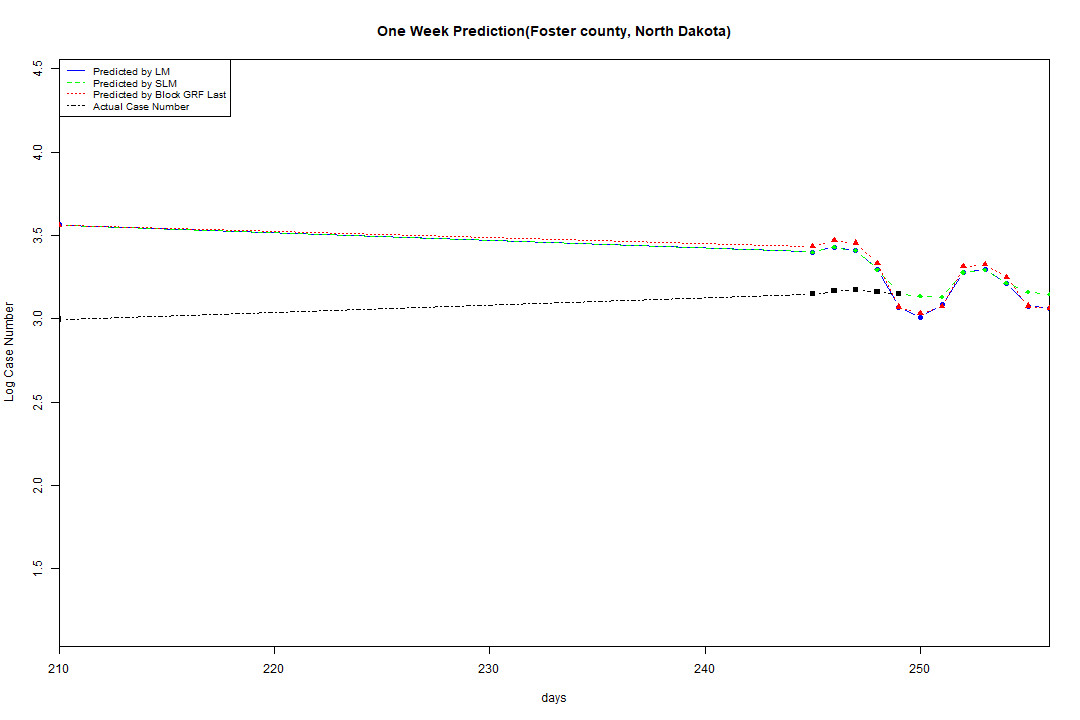 One Week Prediction(Foster county, North Dakota)
Predicted by LM
Predicted by SLM
Predicted by Block GRF Last
Actual Case Number
4.5
4.0
3.5
3.0
2.5
2.0
1.5
Log Case Number
210 220 230 240 250
days